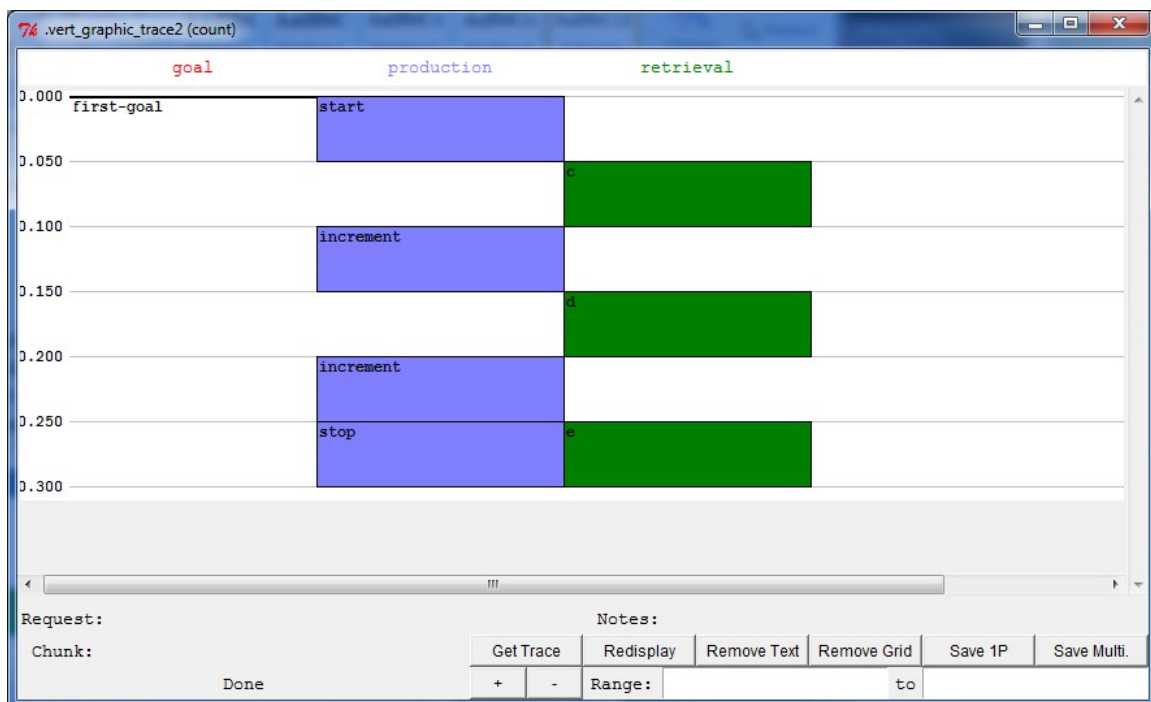 .vert_graphic_trace2 (count)
goal production retrieval
0.000 first-goal start
0.050 c
0.100 increment
0.150 d
0.200 increment
0.250 stop e
0.300
Request: Notes:
Chunk: Get Trace Redisplay Remove Text Remove Grid Save 1P Save Multi.
Done + - Range: to